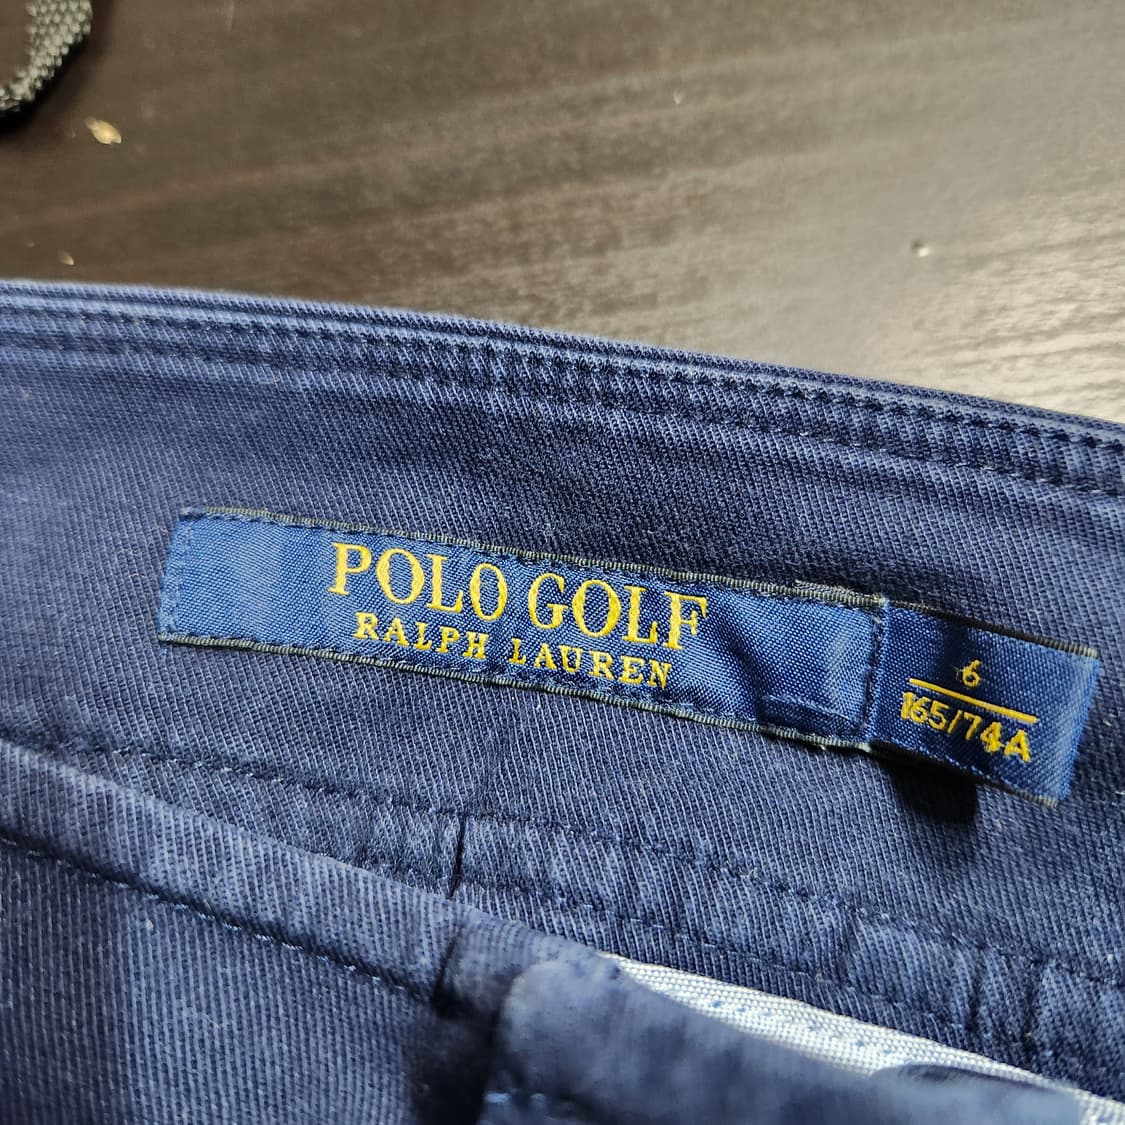 POLO GOLF
RALPH LAUREN
6
165/74A